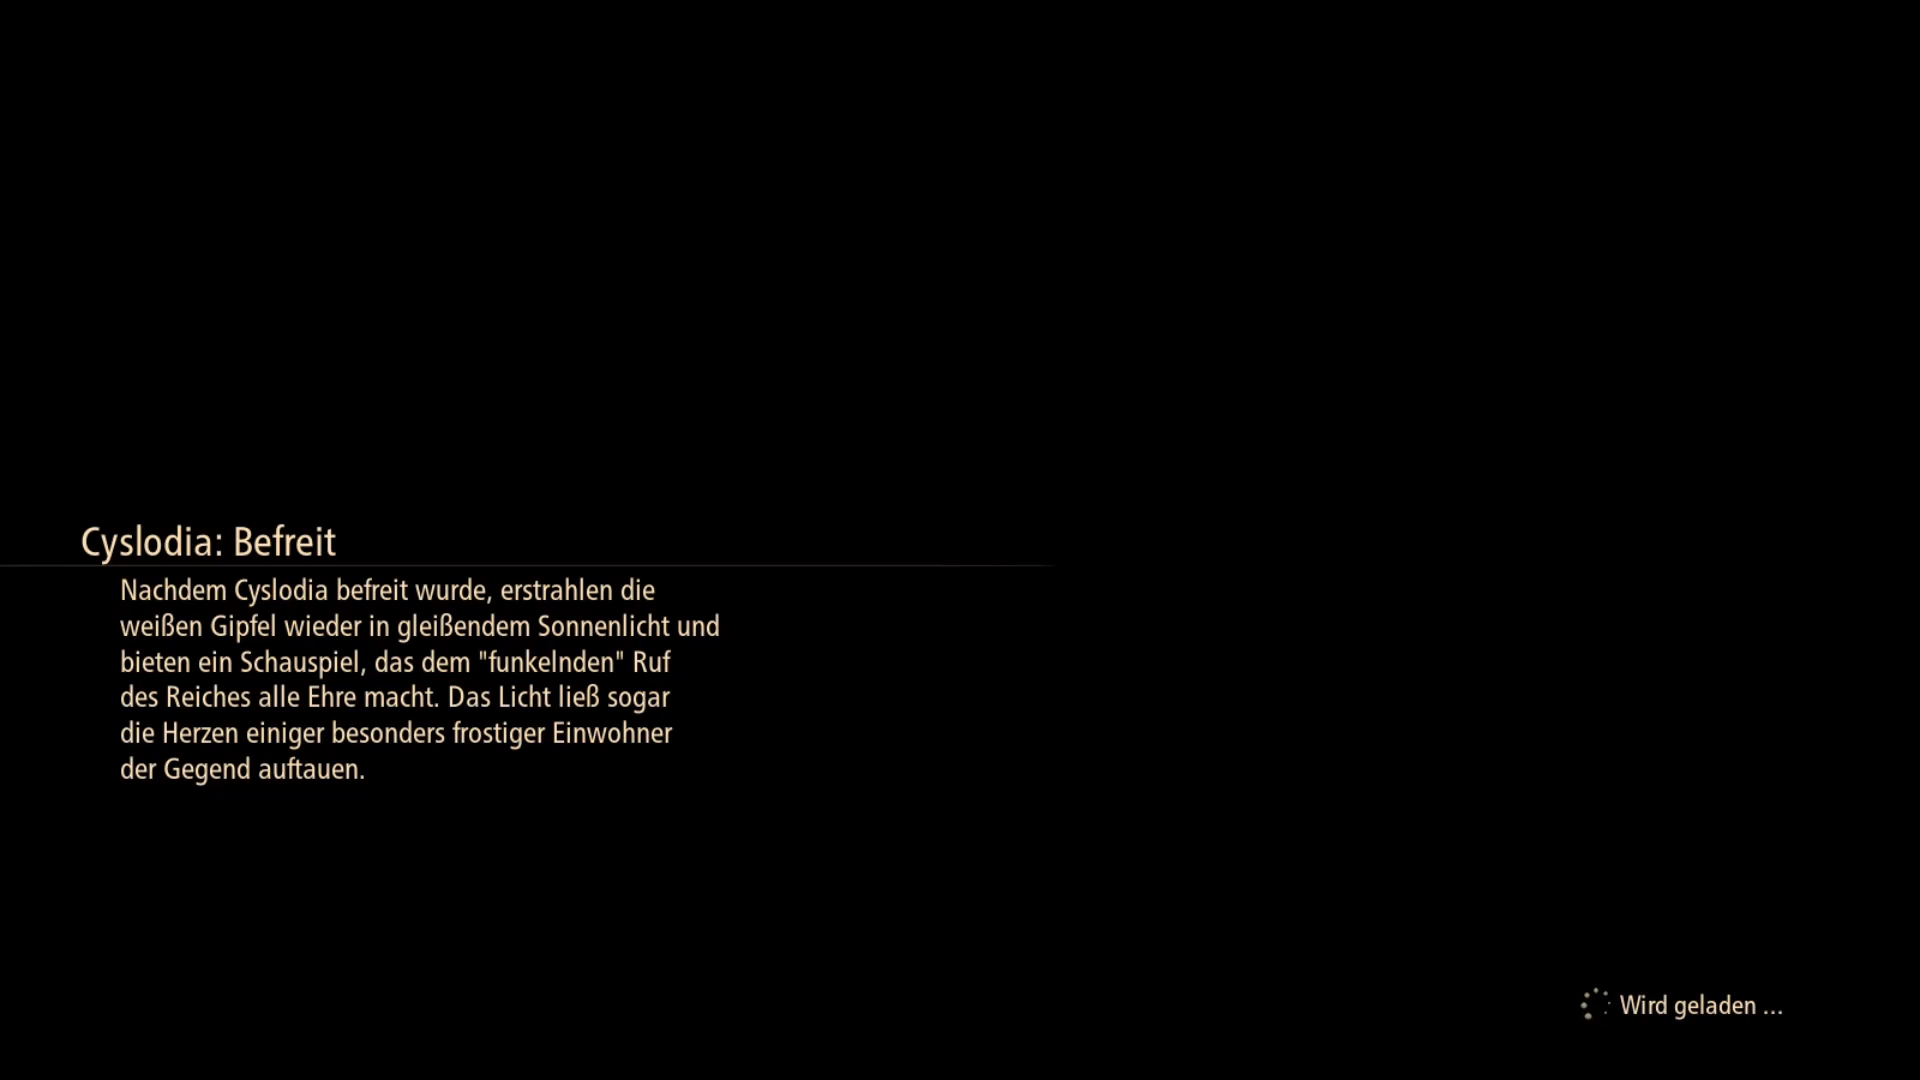 Cyslodia: Befreit
Nachdem Cyslodia befreit wurde, erstrahlen die
weißen Gipfel wieder in gleißendem Sonnenlicht und
bieten ein Schauspiel, das dem "funkelnden" Ruf
des Reiches alle Ehre macht. Das Licht ließ sogar
die Herzen einiger besonders frostiger Einwohner
der Gegend auftauen.
Wird geladen ...